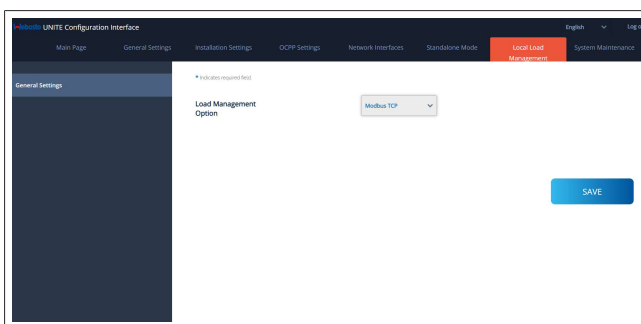 UNITE Configuration Interface
English
Log o
Main Page
General Settings
Installation Settings
OCPP Settings
Network Interfaces
Standalone Mode
Local Load
Management
System Maintenance
General Settings
* Indicates required field.
Load Management
Option
Modbus TCP
SAVE